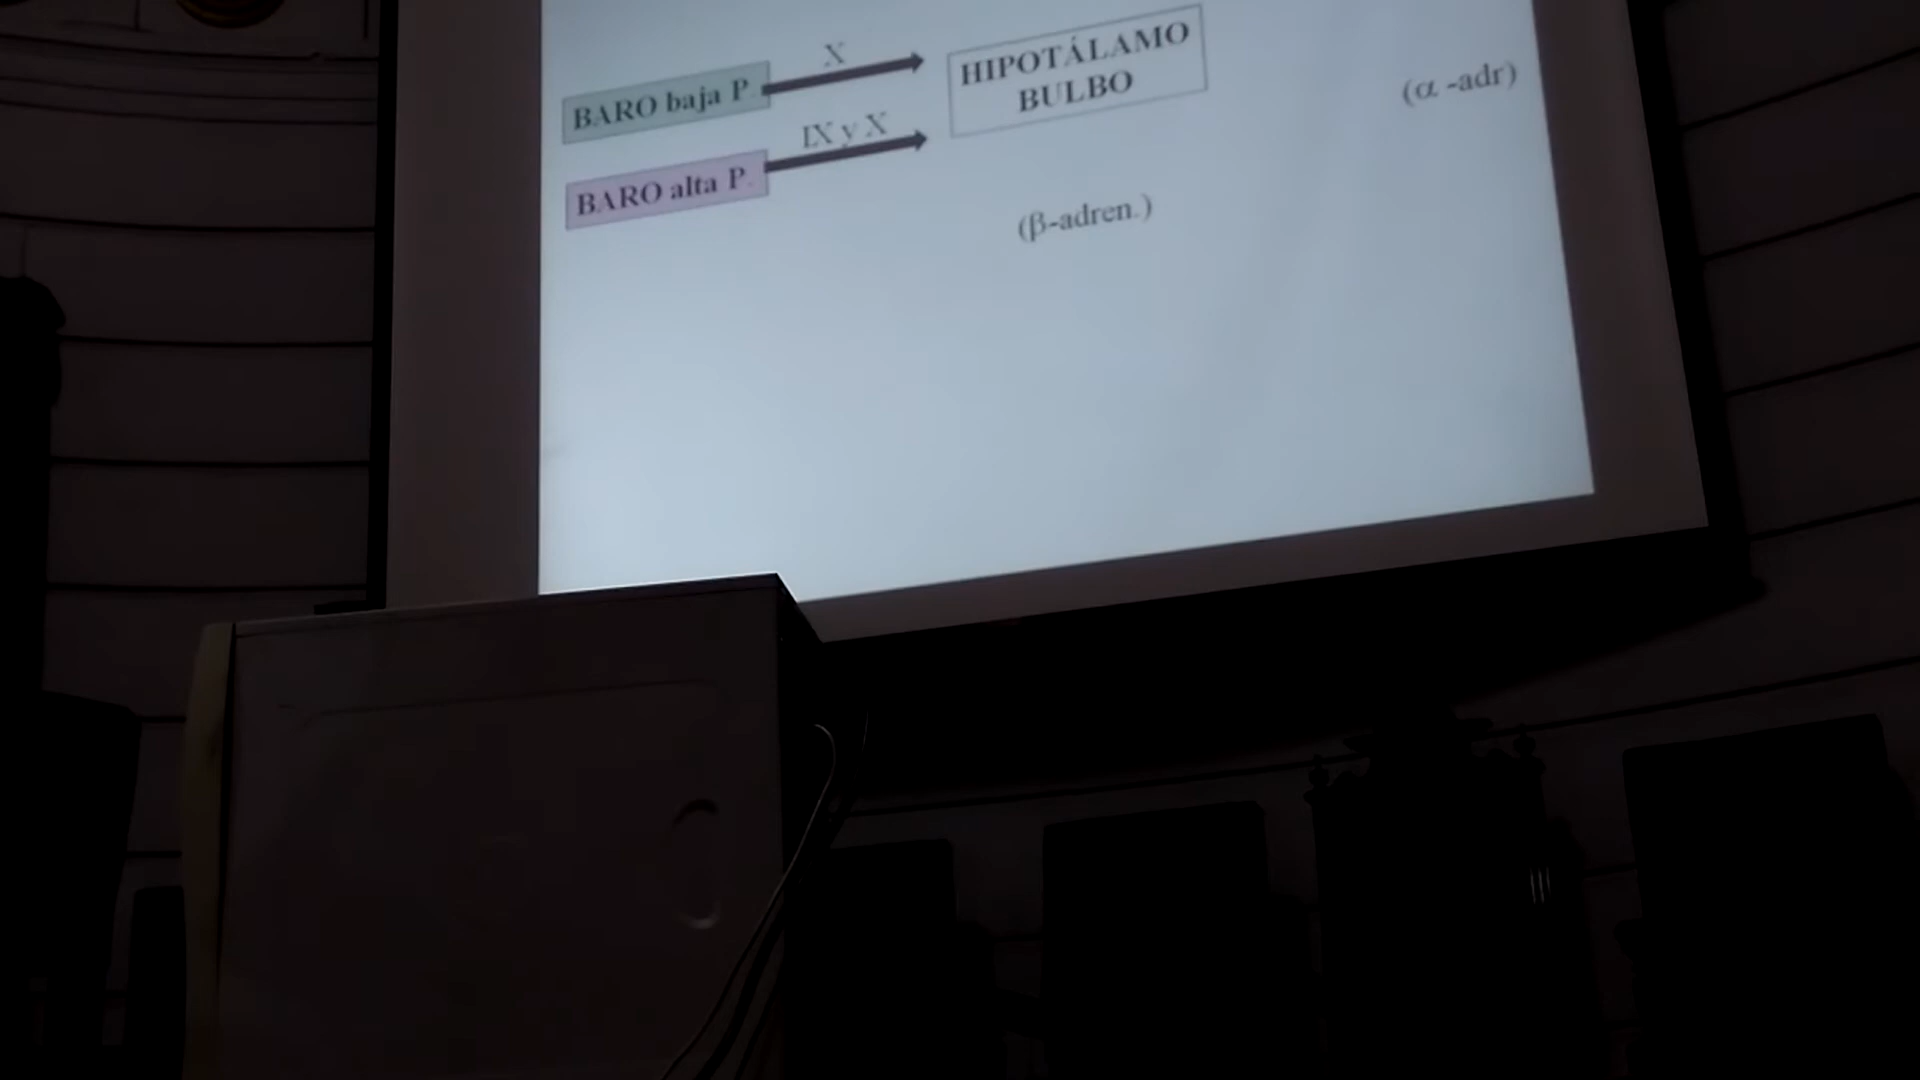 X
HIPOTÁLAMO
BULBO
BARO baja P.
(α -adr)
IX y X
BARO alta P.
(β-adren.)